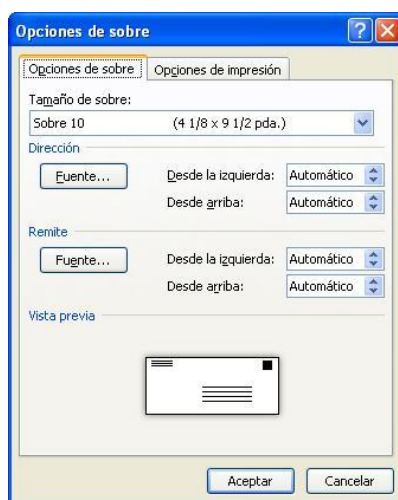 Opciones de sobre
Opciones de sobre Opciones de impresión
Tamaño de sobre:
Sobre 10 (4 1/8 x 9 1/2 pda.)
Dirección
Fuente... Desde la izquierda: Automático
Desde arriba: Automático
Remite
Fuente... Desde la izquierda: Automático
Desde arriba: Automático
Vista previa
Aceptar Cancelar